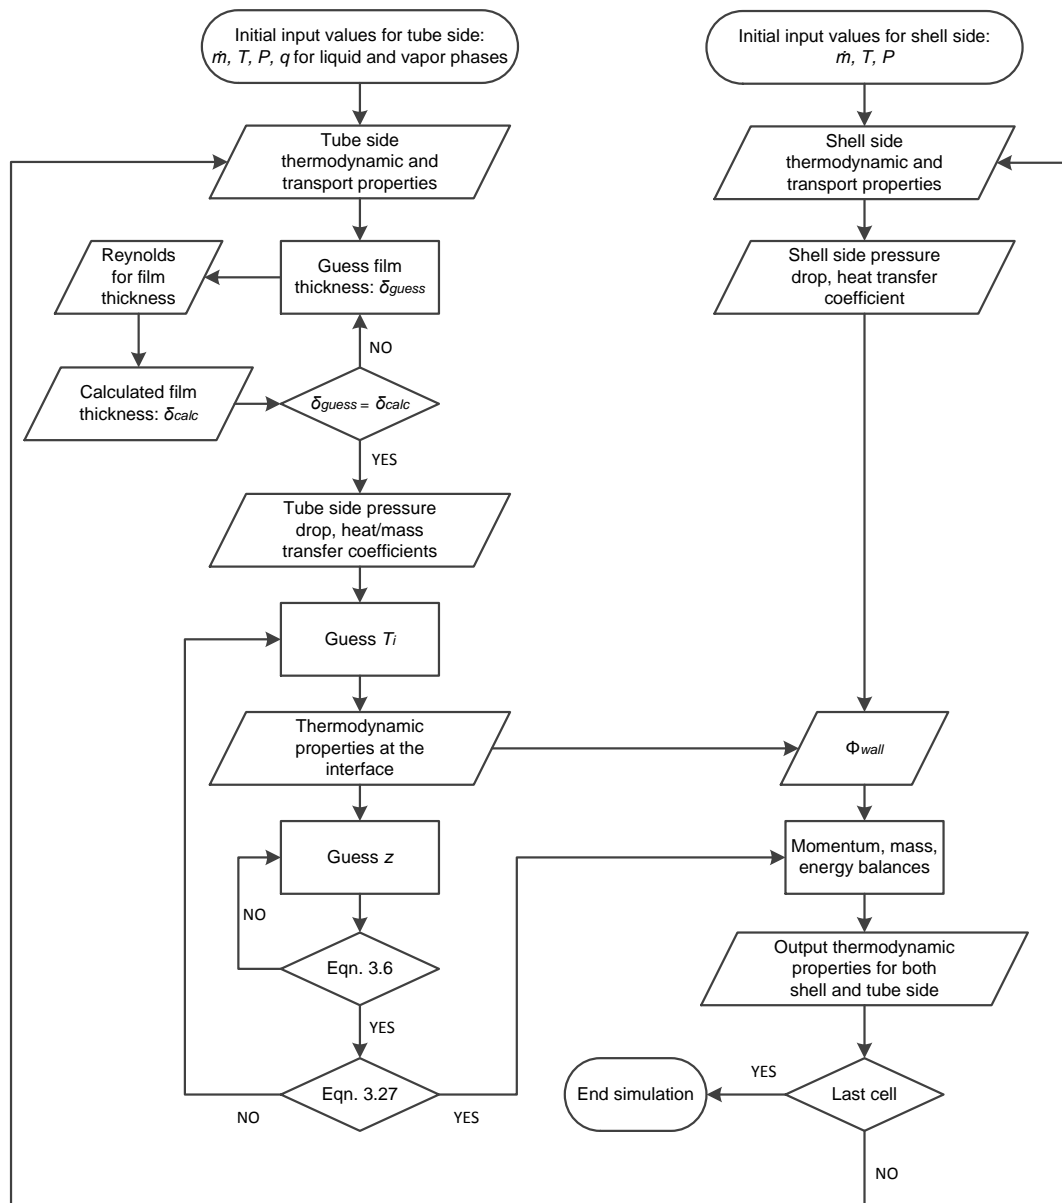 Initial input values for tube side:
ṁ, T, P, q for liquid and vapor phases
Initial input values for shell side:
ṁ, T, P
Tube side
thermodynamic and
transport properties
Shell side
thermodynamic and
transport properties
Reynolds
for film
thickness
Guess film
thickness: δguess
Shell side pressure
drop, heat transfer
coefficient
NO
Calculated film
thickness: δcalc
δguess = δcalc
YES
Tube side pressure
drop, heat/mass
transfer coefficients
Guess Ti
Thermodynamic
properties at the
interface
Φwall
Guess z
Momentum, mass,
energy balances
NO
Eqn. 3.6
Output thermodynamic
properties for both
shell and tube side
YES
Eqn. 3.27
NO
YES
End simulation
YES
Last cell
NO